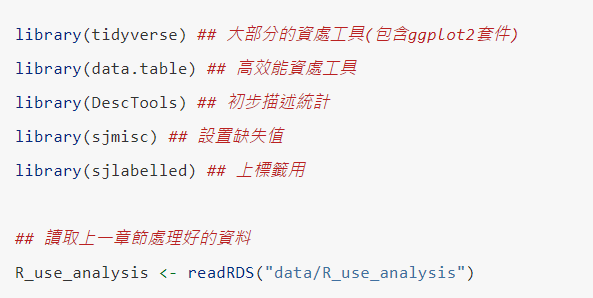 library(tidyverse) ## 大部分的資處工具(包含ggplot2套件)
library(data.table) ## 高效能資處工具
library(DescTools) ## 初步描述統計
library(sjmisc) ## 設置缺失值
library(sjlabelled) ## 上標籤用
## 讀取上一章節處理好的資料
R_use_analysis <- readRDS("data/R_use_analysis")